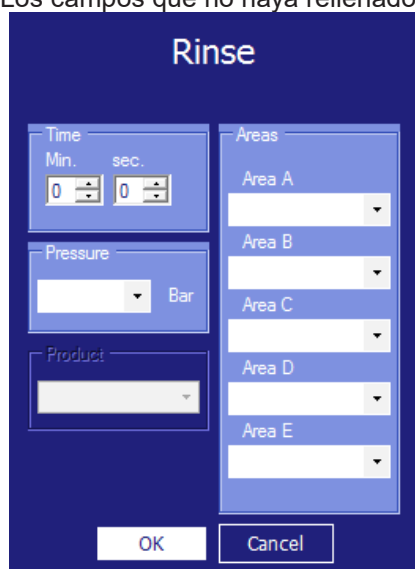 Los campos que no haya rellenado
Rinse
Time
Min. sec.
0 0
Pressure
Bar
Product
Areas
Area A
Area B
Area C
Area D
Area E
OK Cancel